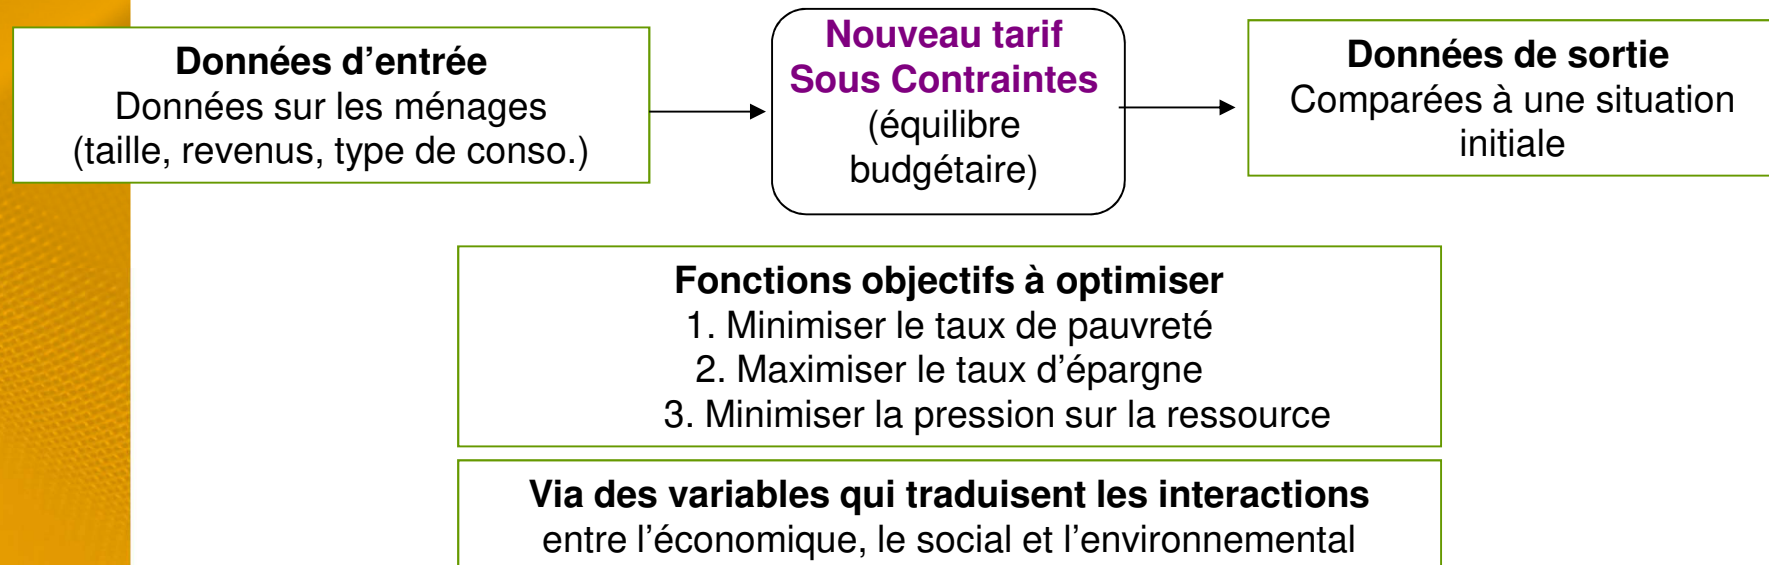 Données d'entrée
Données sur les ménages
(taille, revenus, type de conso.)
Nouveau tarif
Sous Contraintes
(équilibre
budgétaire)
Données de sortie
Comparées à une situation
initiale
Fonctions objectifs à optimiser
1. Minimiser le taux de pauvreté
2. Maximiser le taux d'épargne
3. Minimiser la pression sur la ressource
Via des variables qui traduisent les interactions
entre l'économique, le social et l'environnemental